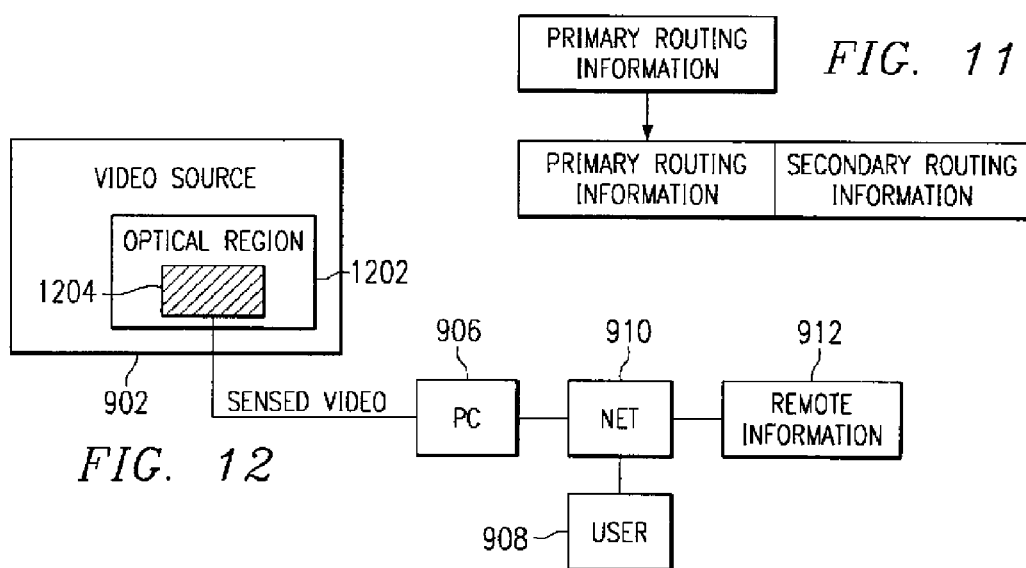 PRIMARY ROUTING
INFORMATION
FIG. 11
PRIMARY ROUTING
INFORMATION
SECONDARY ROUTING
INFORMATION
VIDEO SOURCE
OPTICAL REGION
1204
1202
902
SENSED VIDEO
906
PC
910
NET
912
REMOTE
INFORMATION
908
USER
FIG. 12